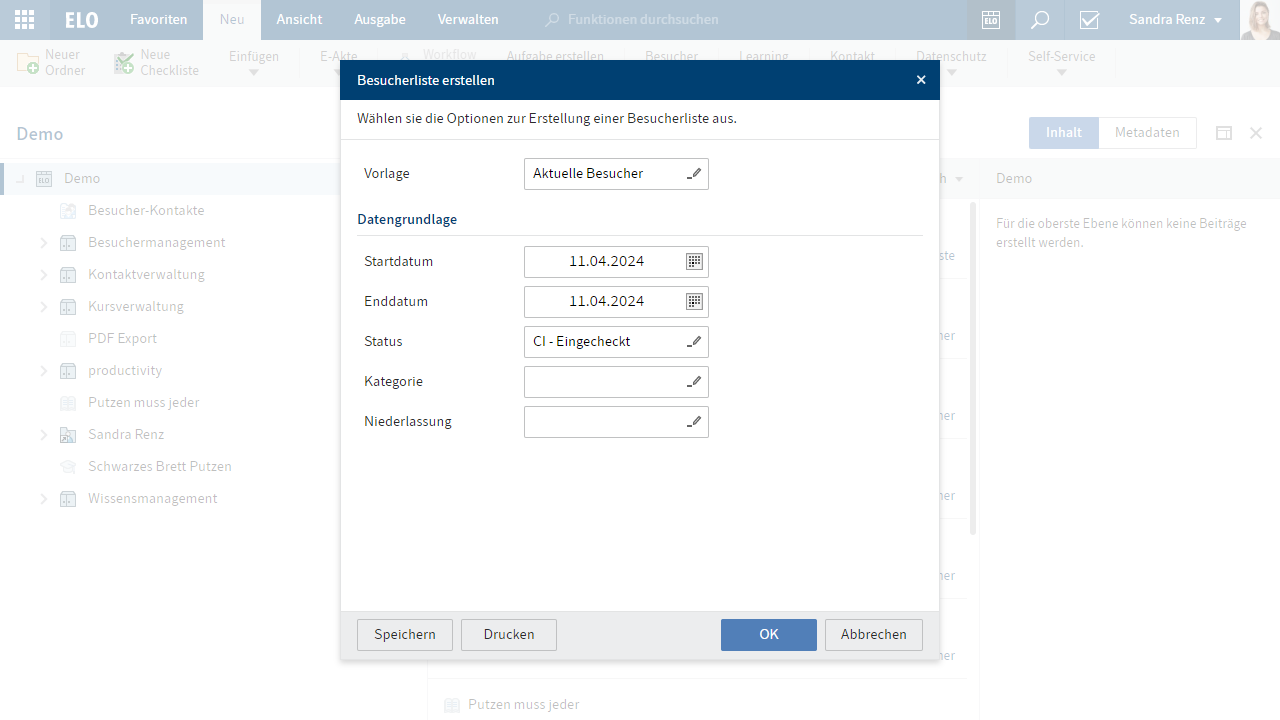 ELO Favoriten Neu Ansicht Ausgabe Verwalten Funktionen durchsuchen ELO Sandra Renz
Neuer Ordner
Neue Checkliste
Einfügen
E-Akte
Workflow
Aufgabe erstellen
Besucher
Learning
Kontakt
Datenschutz
Self-Service
Besucherliste erstellen
Wählen sie die Optionen zur Erstellung einer Besucherliste aus.
Demo
Inhalt Metadaten
Demo
Besucher-Kontakte
Besuchermanagement
Kontaktverwaltung
Kursverwaltung
PDF Export
productivity
Putzen muss jeder
Sandra Renz
Schwarzes Brett Putzen
Wissensmanagement
Vorlage Aktuelle Besucher
Datengrundlage
Startdatum 11.04.2024
Enddatum 11.04.2024
Status CI - Eingecheckt
Kategorie
Niederlassung
Speichern Drucken OK Abbrechen
Putzen muss jeder
Demo
Für die oberste Ebene können keine Beiträge
erstellt werden.